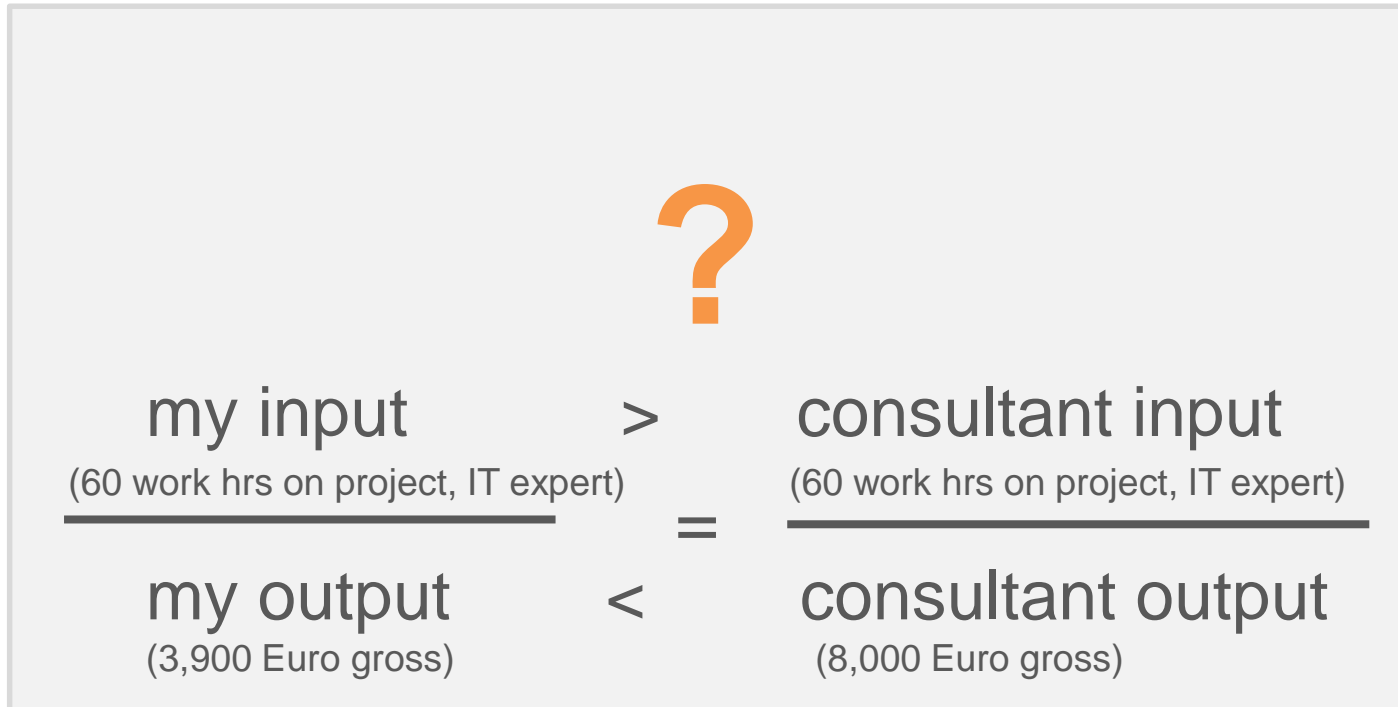 ?
my input > consultant input
(60 work hrs on project, IT expert) (60 work hrs on project, IT expert)
=
my output < consultant output
(3,900 Euro gross) (8,000 Euro gross)